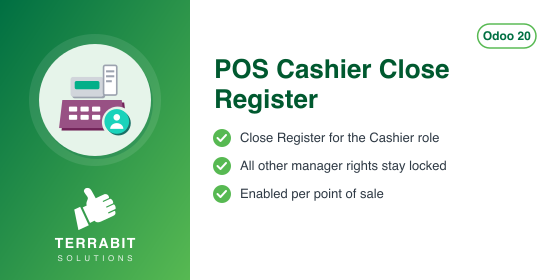 Odoo 20
POS Cashier Close
Register
Close Register for the Cashier role
All other manager rights stay locked
Enabled per point of sale
TERRABIT
SOLUTIONS